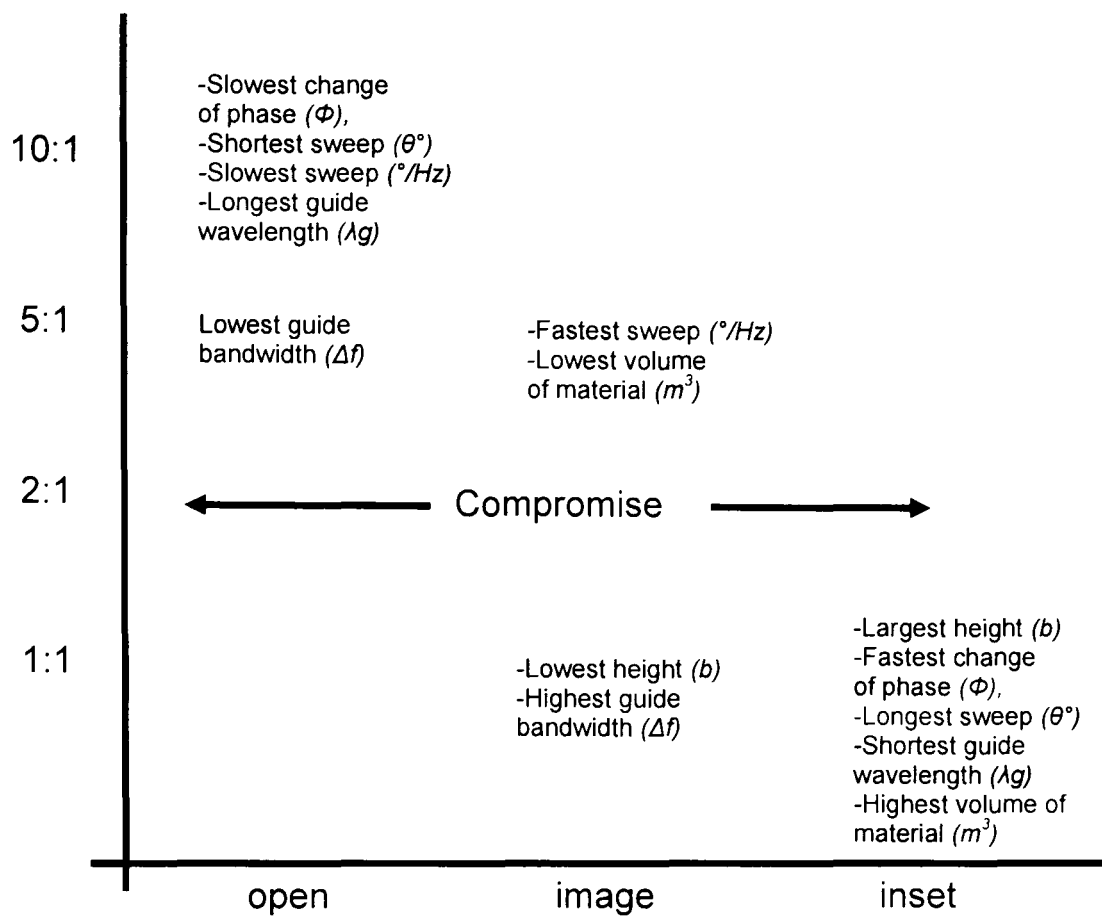 10:1
-Slowest change
of phase (Φ),
-Shortest sweep (θ°)
-Slowest sweep (°/Hz)
-Longest guide
wavelength (λg)
5:1
Lowest guide
bandwidth (Δf)
-Fastest sweep (°/Hz)
-Lowest volume
of material (m³)
2:1
Compromise
1:1
-Lowest height (b)
-Highest guide
bandwidth (Δf)
-Largest height (b)
-Fastest change
of phase (Φ),
-Longest sweep (θ°)
-Shortest guide
wavelength (λg)
-Highest volume of
material (m³)
open image inset